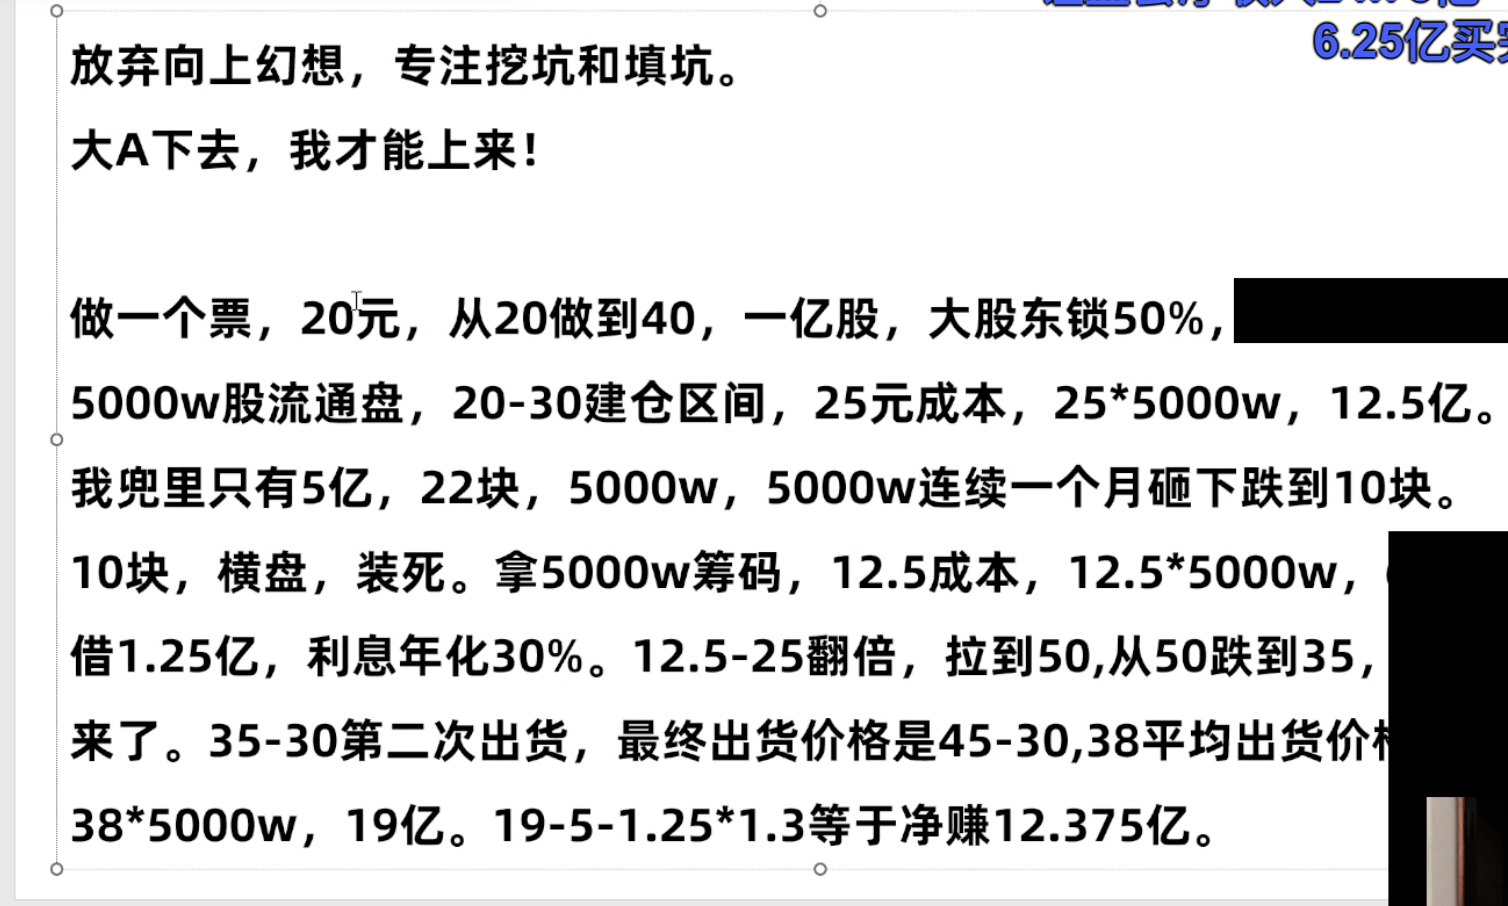 6.25亿买
放弃向上幻想，专注挖坑和填坑。
大A下去，我才能上来！
做一个票，20元，从20做到40，一亿股，大股东锁50%，
5000w股流通盘，20-30建仓区间，25元成本，25*5000w，12.5亿。
我兜里只有5亿，22块，5000w，5000w连续一个月砸下跌到10块。
10块，横盘，装死。拿5000w筹码，12.5成本，12.5*5000w，
借1.25亿，利息年化30%。12.5-25翻倍，拉到50,从50跌到35，
来了。35-30第二次出货，最终出货价格是45-30,38平均出货价
38*5000w，19亿。19-5-1.25*1.3等于净赚12.375亿。